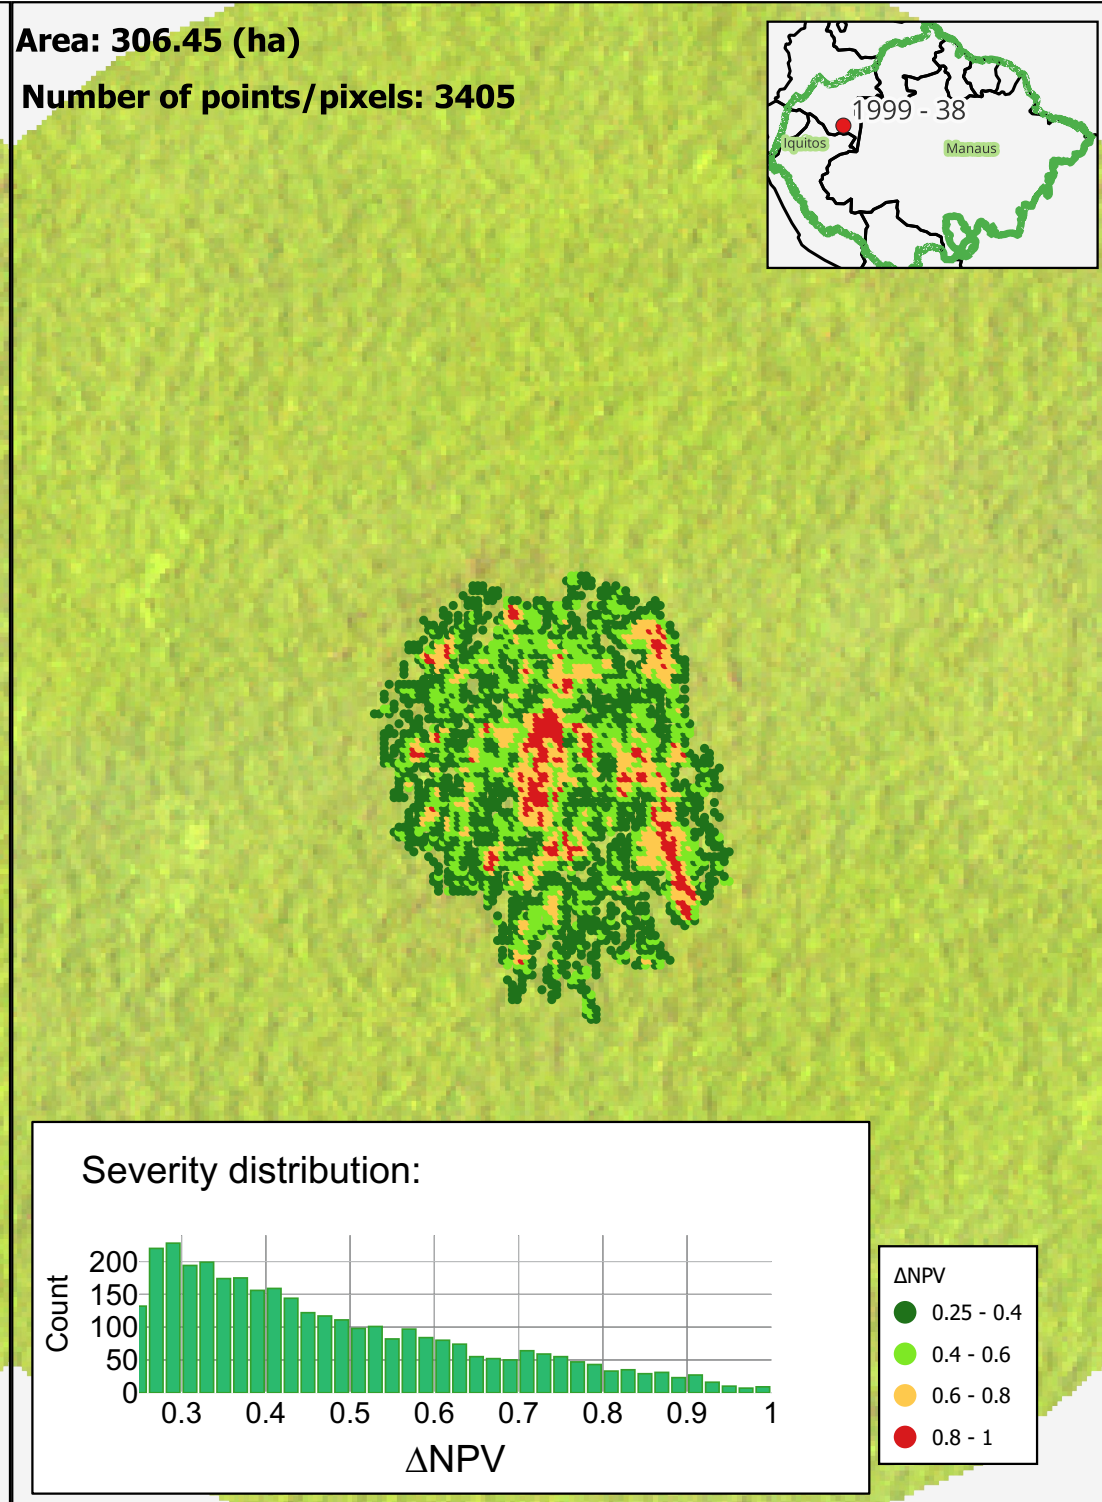 Area: 306.45 (ha)
Number of points/pixels: 3405
1999 - 38
Iquitos
Manaus
Severity distribution:
Count
200
150
100
50
0
0.3 0.4 0.5 0.6 0.7 0.8 0.9 1
ΔNPV
ΔNPV
0.25 - 0.4
0.4 - 0.6
0.6 - 0.8
0.8 - 1